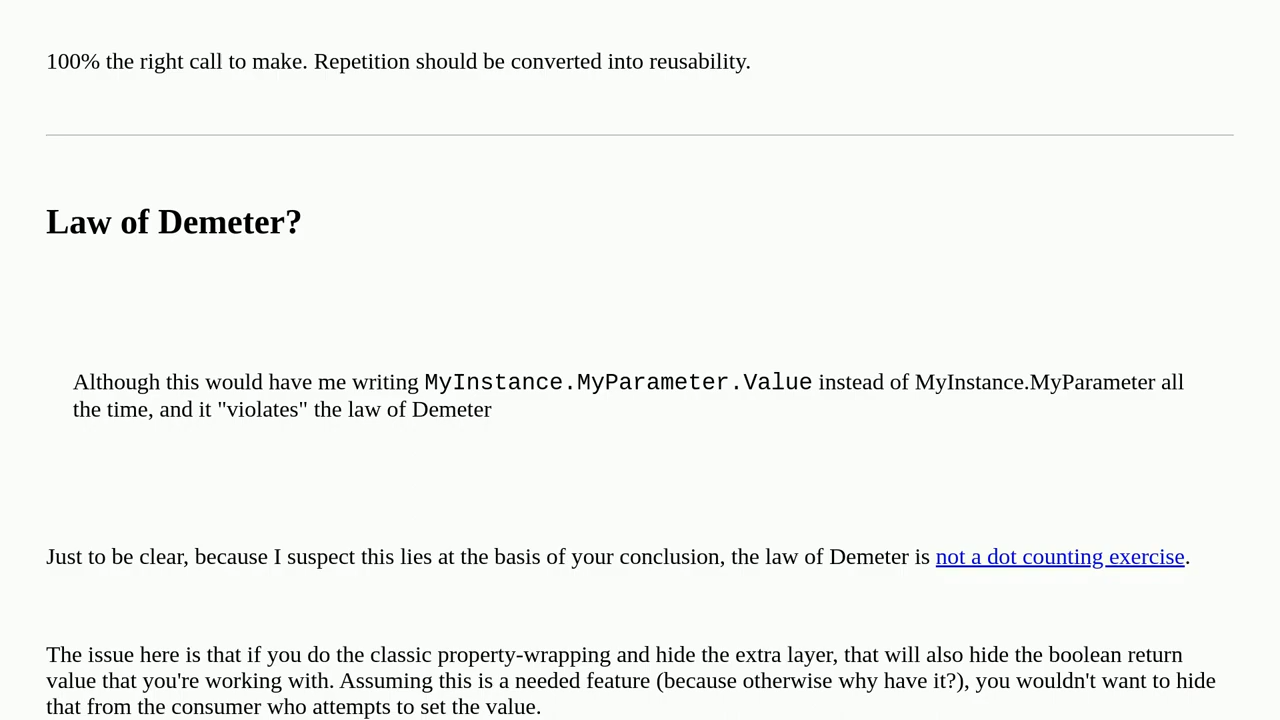 100% the right call to make. Repetition should be converted into reusability.
Law of Demeter?
Although this would have me writing MyInstance.MyParameter.Value instead of MyInstance.MyParameter all
the time, and it "violates" the law of Demeter
Just to be clear, because I suspect this lies at the basis of your conclusion, the law of Demeter is not a dot counting exercise.
The issue here is that if you do the classic property-wrapping and hide the extra layer, that will also hide the boolean return
value that you're working with. Assuming this is a needed feature (because otherwise why have it?), you wouldn't want to hide
that from the consumer who attempts to set the value.